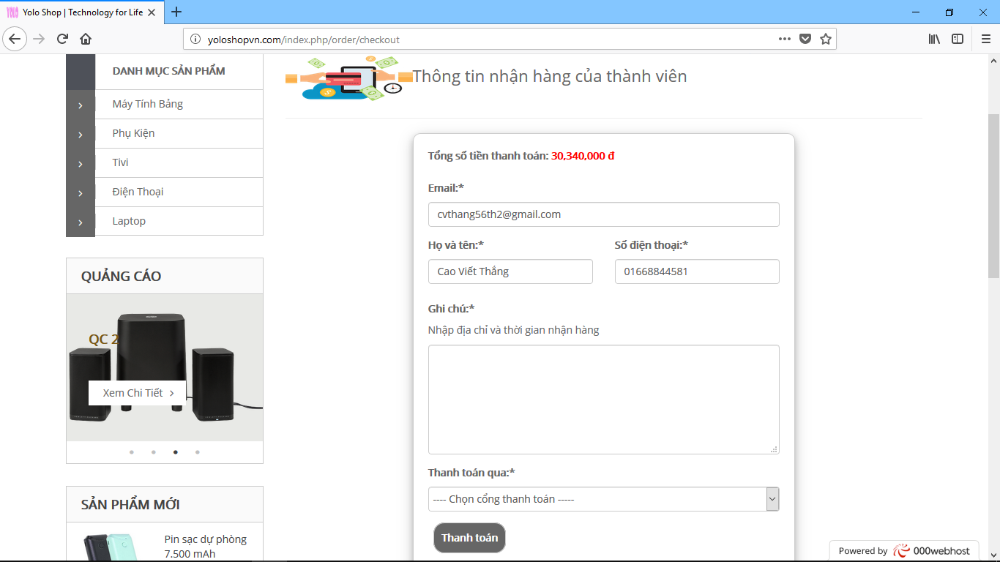 YOLO
Yolo Shop | Technology for Life
yoloshopvn.com/index.php/order/checkout
DANH MỤC SẢN PHẨM
Máy Tính Bảng
Phụ Kiện
Tivi
Điện Thoại
Laptop
QUẢNG CÁO
QC 2
Xem Chi Tiết
SẢN PHẨM MỚI
Pin sạc dự phòng
7.500 mAh
Thông tin nhận hàng của thành viên
Tổng số tiền thanh toán: 30,340,000 đ
Email:*
cvthang56th2@gmail.com
Họ và tên:*
Số điện thoại:*
Cao Viết Thắng
01668844581
Ghi chú:*
Nhập địa chỉ và thời gian nhận hàng
Thanh toán qua:*
---- Chọn cổng thanh toán -----
Thanh toán
Powered by 000webhost